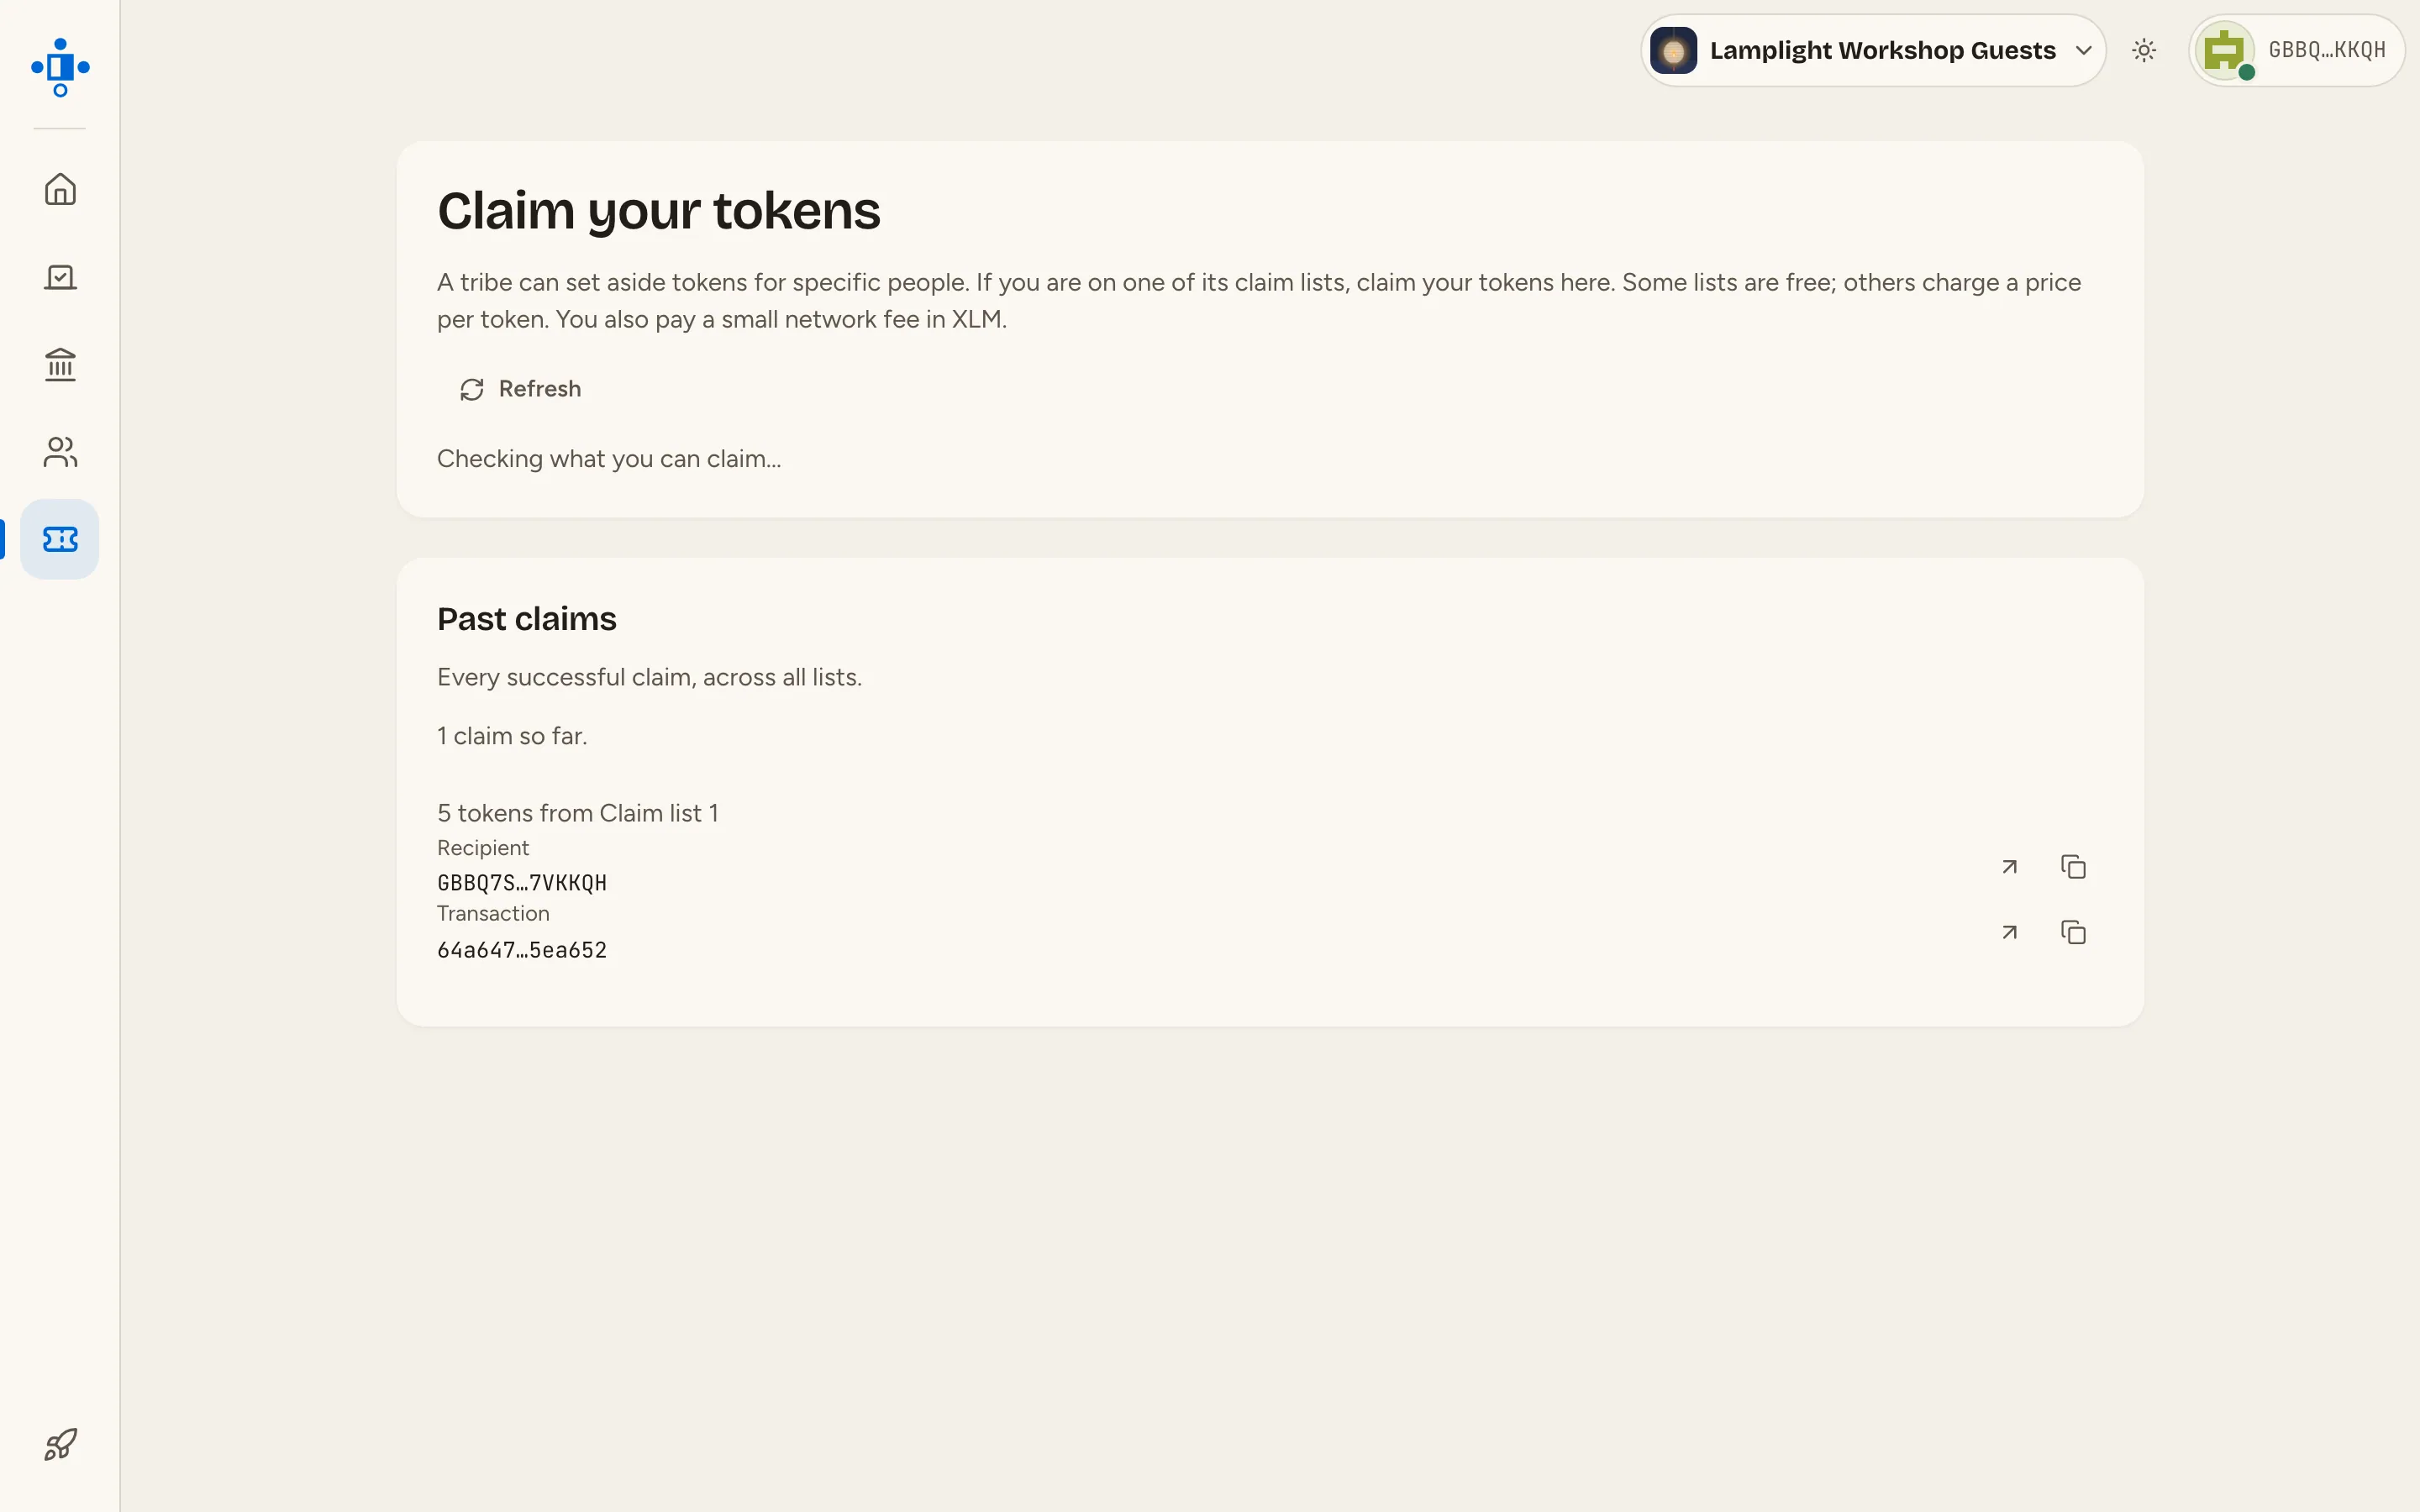 Lamplight Workshop Guests
GBBQ…KKQH
Claim your tokens
A tribe can set aside tokens for specific people. If you are on one of its claim lists, claim your tokens here. Some lists are free; others charge a price
per token. You also pay a small network fee in XLM.
Refresh
Checking what you can claim…
Past claims
Every successful claim, across all lists.
1 claim so far.
5 tokens from Claim list 1
Recipient
GBBQ7S…7VKKQH
Transaction
64a647…5ea652